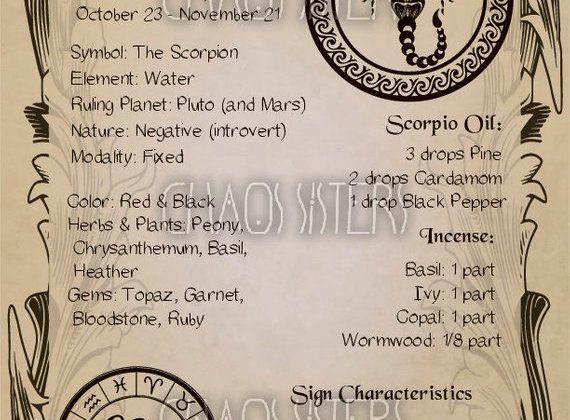 October 23 - November 21
CHAOS SISTERS
Symbol: The Scorpion
Element: Water
Ruling Planet: Pluto (and Mars)
Nature: Negative (introvert)
Modality: Fixed
Color: Red & Black
Herbs & Plants: Peony,
Chrysanthemum, Basil,
Heather
Gems: Topaz, Garnet,
Bloodstone, Ruby
Scorpio Oil:
3 drops Pine
2 drops Cardamom
1 drop Black Pepper
CHAOS SISTERS
Incense:
Basil: 1 part
Ivy: 1 part
Copal: 1 part
Wormwood: 1/8 part
Sign Characteristics
CHAOS SISTERS